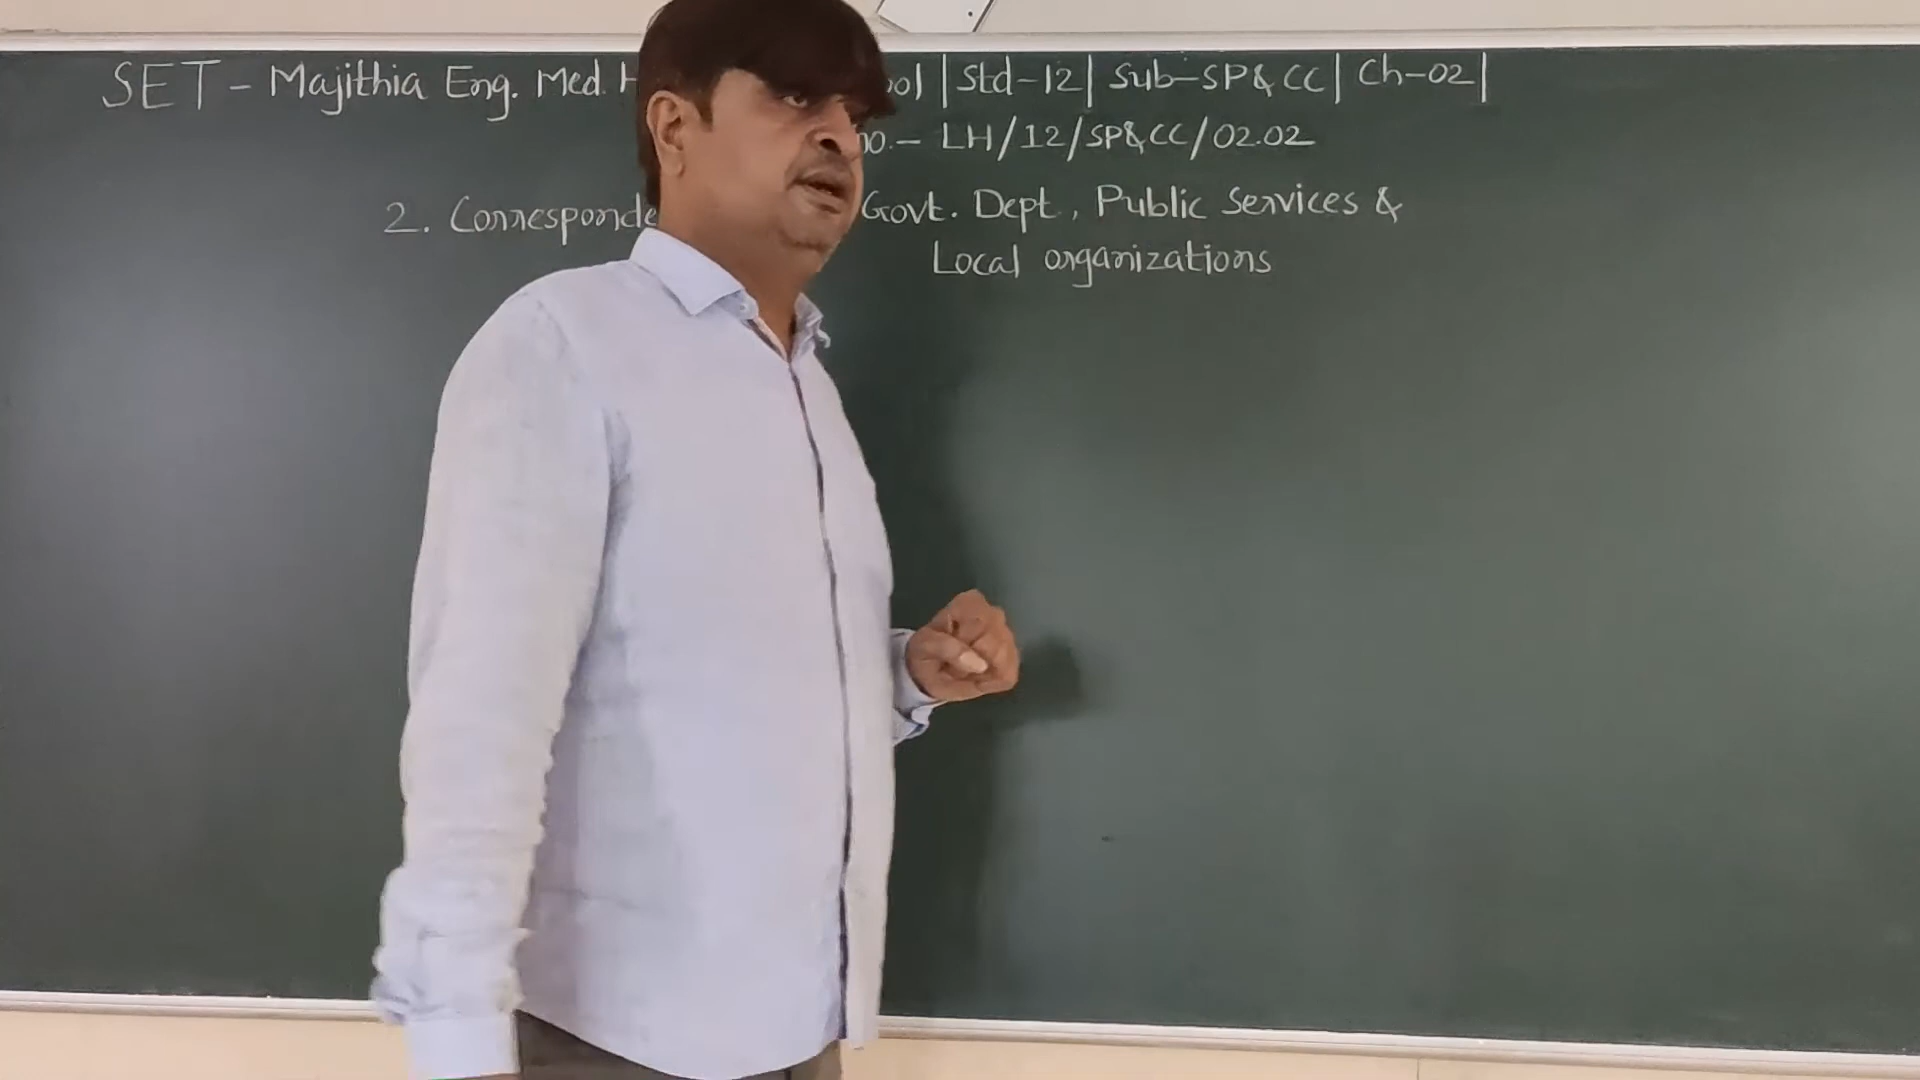 SET - Majithia Eng. Med. ool | Std-12 | Sub-SP&CC | Ch-02 |
no.- LH/12/SP&CC/02.02
2. Corresponde Govt. Dept., Public Services &
Local organizations